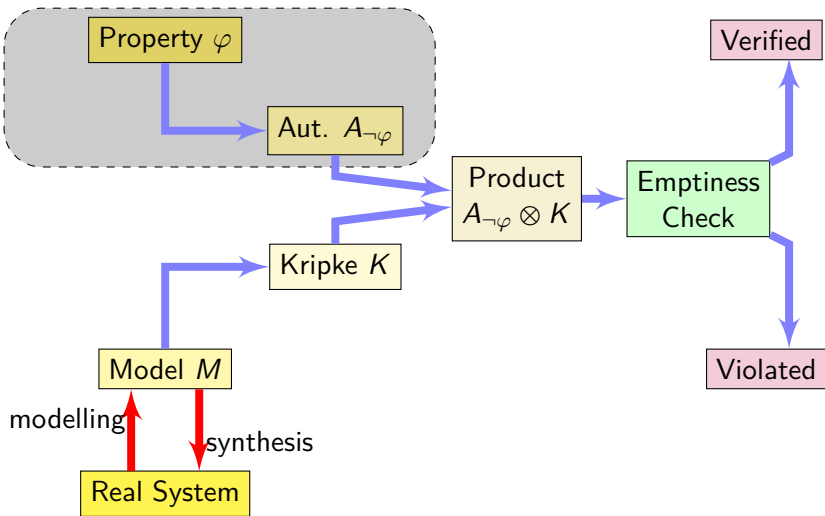 Property φ
Verified
Aut. A¬φ
Product
A¬φ ⊗ K
Emptiness
Check
Kripke K
Model M
Violated
modelling
synthesis
Real System